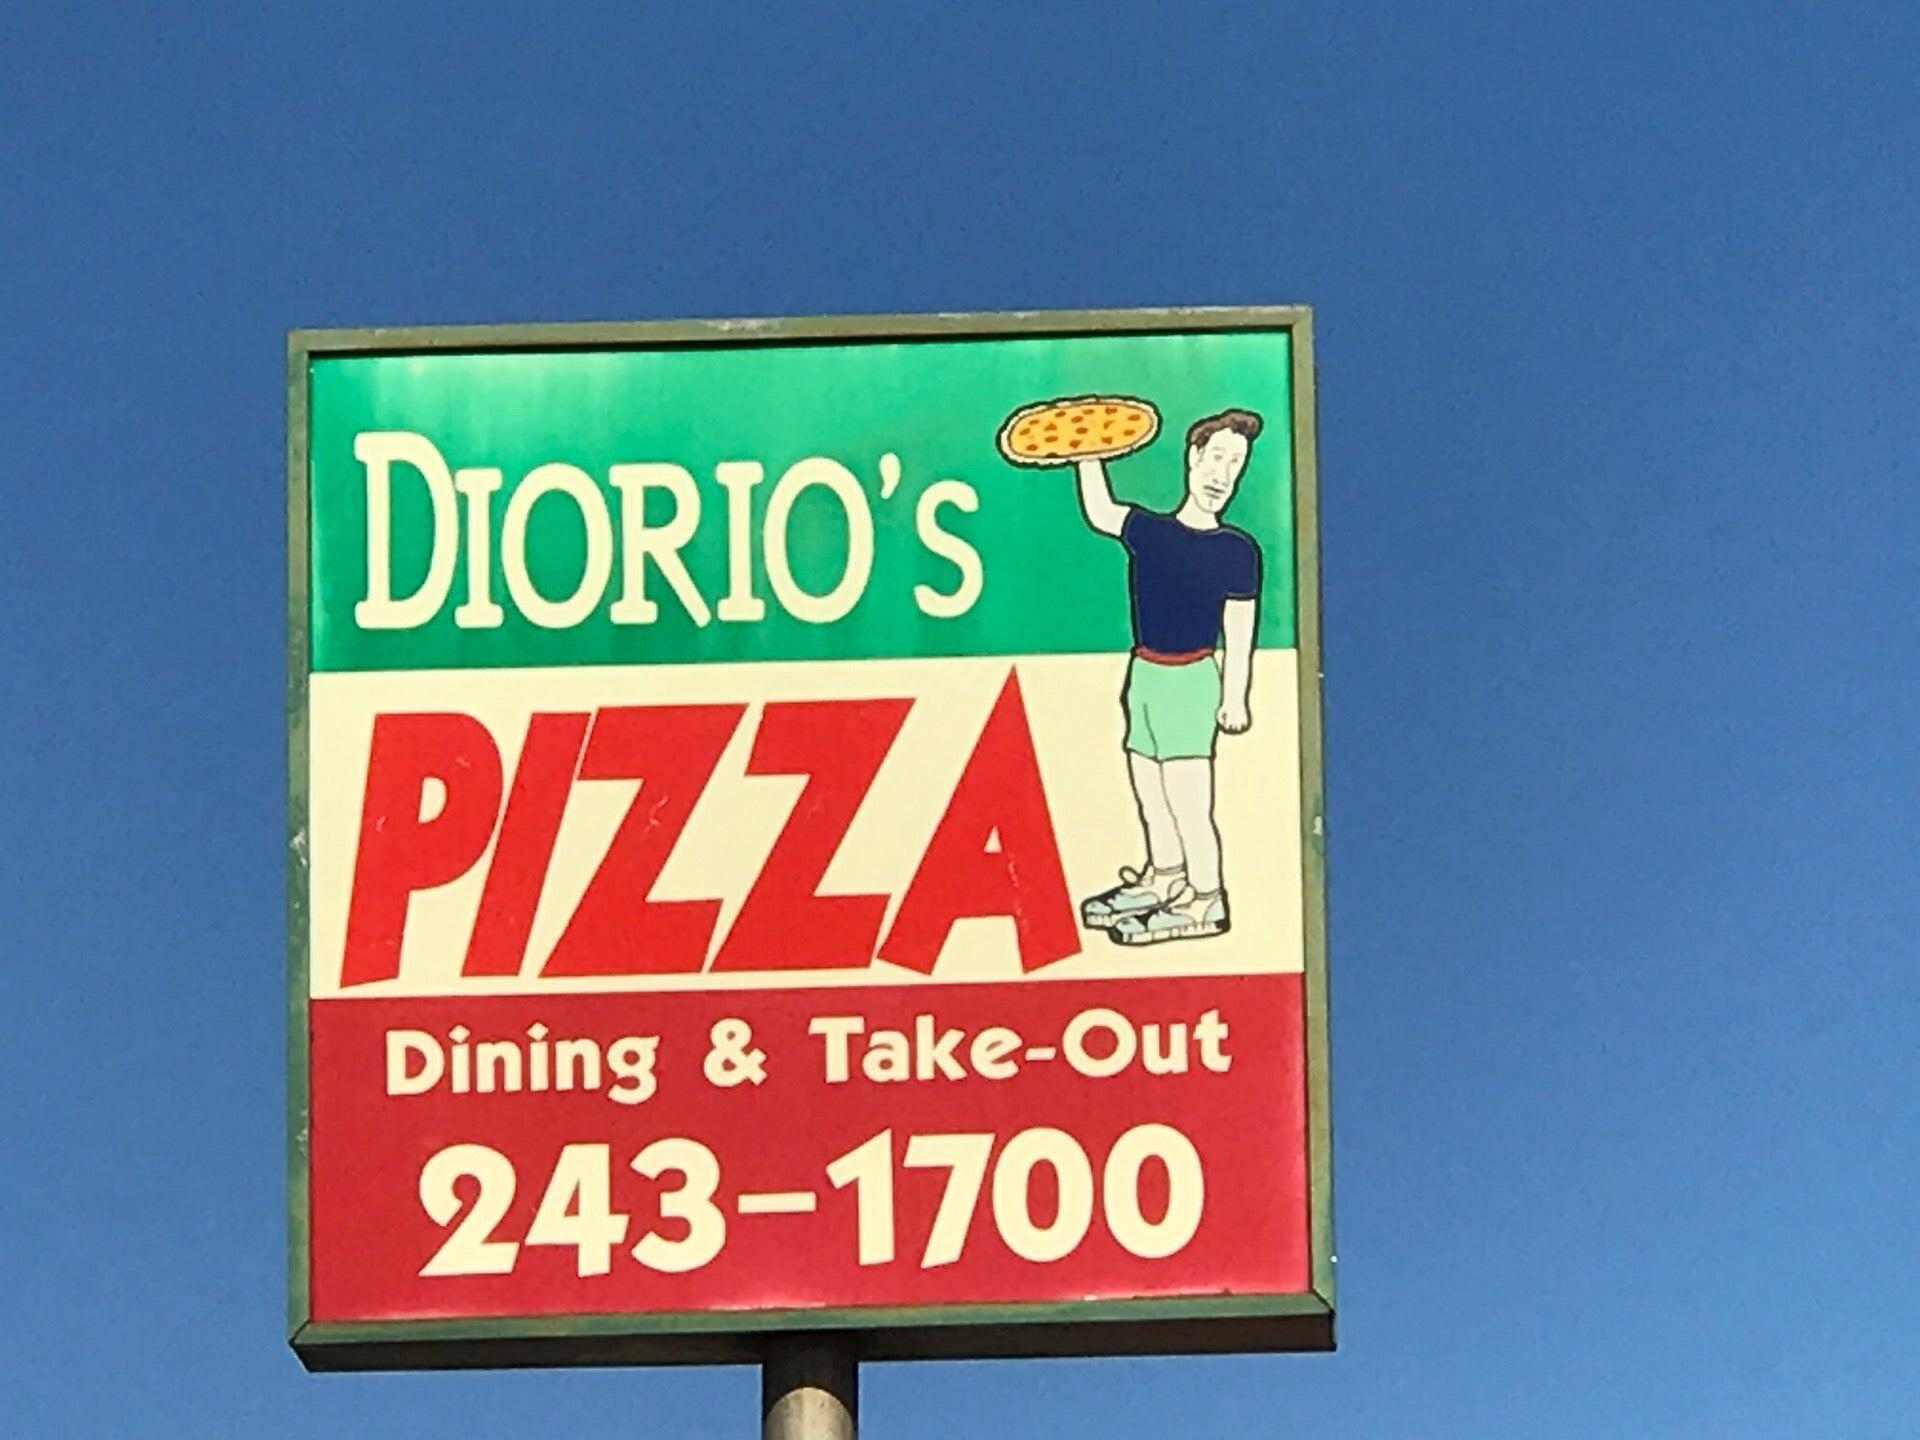 DIORIO'S
PIZZA
Dining & Take-Out
243-1700